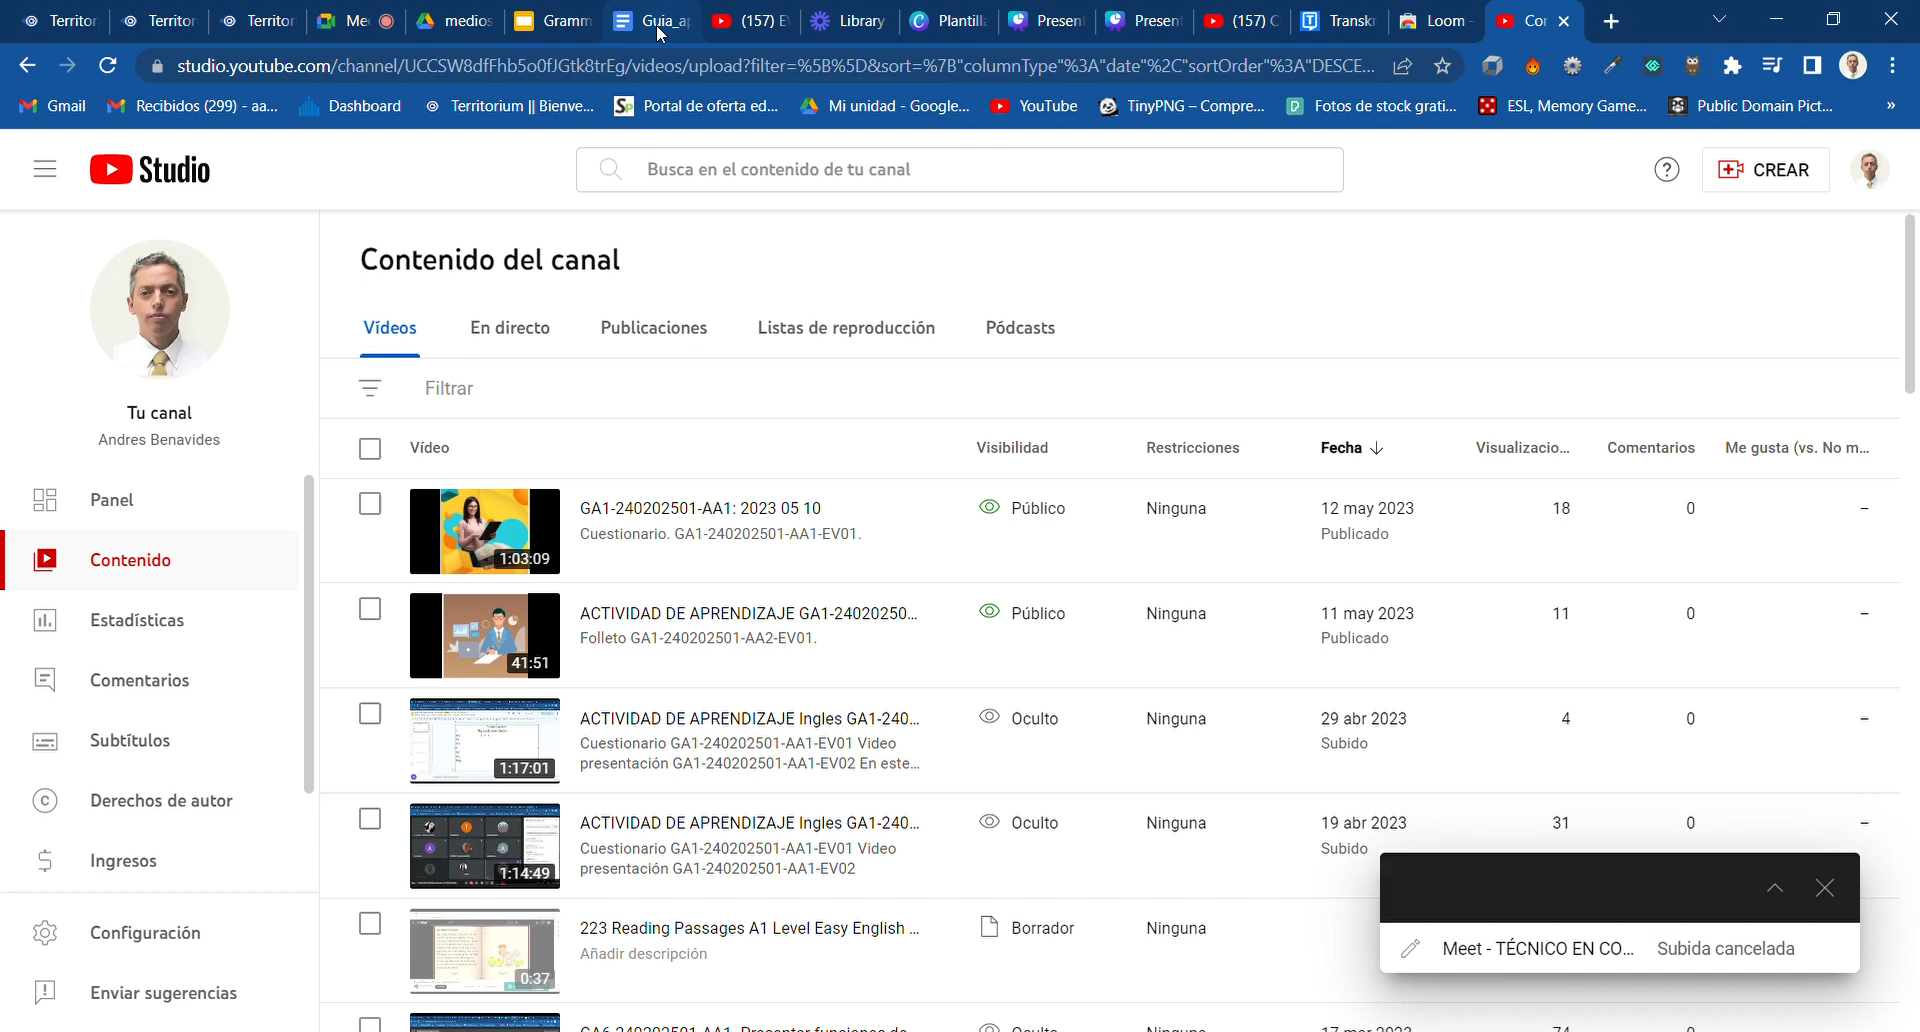 Territor Territor Territor Me medios Gramm Guia_ap (157) E Library Plantilla Present Present (157) C Transkr Loom - Con
studio.youtube.com/channel/UCCSW8dfFhb5o0fJGtk8trEg/videos/upload?filter=%5B%5D&sort=%7B"columnType"%3A"date"%2C"sortOrder"%3A"DESCE...
Gmail Recibidos (299) - aa... Dashboard Territorium || Bienve... Portal de oferta ed... Mi unidad - Google... YouTube TinyPNG – Compre... Fotos de stock grati... ESL, Memory Game... Public Domain Pict... »
Studio Busca en el contenido de tu canal CREAR
Tu canal
Andres Benavides
Panel
Contenido
Estadísticas
Comentarios
Subtítulos
Derechos de autor
Ingresos
Configuración
Enviar sugerencias
Contenido del canal
Vídeos En directo Publicaciones Listas de reproducción Pódcasts
Filtrar
Vídeo Visibilidad Restricciones Fecha Visualizacio... Comentarios Me gusta (vs. No m...
GA1-240202501-AA1: 2023 05 10 Público Ninguna 12 may 2023 18 0 –
Cuestionario. GA1-240202501-AA1-EV01. Publicado
1:03:09
ACTIVIDAD DE APRENDIZAJE GA1-24020250... Público Ninguna 11 may 2023 11 0 –
Folleto GA1-240202501-AA2-EV01. Publicado
41:51
ACTIVIDAD DE APRENDIZAJE Ingles GA1-240... Oculto Ninguna 29 abr 2023 4 0 –
Cuestionario GA1-240202501-AA1-EV01 Video Subido
presentación GA1-240202501-AA1-EV02 En este...
1:17:01
ACTIVIDAD DE APRENDIZAJE Ingles GA1-240... Oculto Ninguna 19 abr 2023 31 0 –
Cuestionario GA1-240202501-AA1-EV01 Video Subido
presentación GA1-240202501-AA1-EV02
1:14:49
223 Reading Passages A1 Level Easy English ... Borrador Ninguna
Añadir descripción
0:37
Meet - TÉCNICO EN CO... Subida cancelada